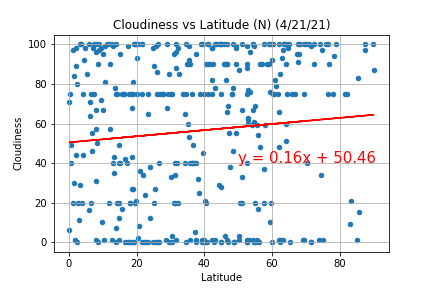 Cloudiness vs Latitude (N) (4/21/21)
100
80
60
40
20
0
Cloudiness
y = 0.16x + 50.46
0 20 40 60 80
Latitude